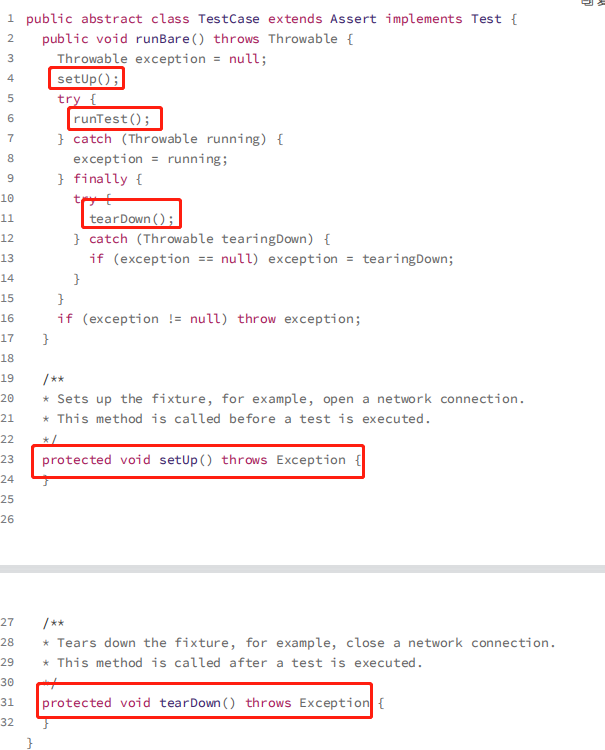 1 public abstract class TestCase extends Assert implements Test {
2 public void runBare() throws Throwable {
3 Throwable exception = null;
4 setUp();
5 try {
6 runTest();
7 } catch (Throwable running) {
8 exception = running;
9 } finally {
10 try {
11 tearDown();
12 } catch (Throwable tearingDown) {
13 if (exception == null) exception = tearingDown;
14 }
15 }
16 if (exception != null) throw exception;
17 }
18
19 /**
20 * Sets up the fixture, for example, open a network connection.
21 * This method is called before a test is executed.
22 */
23 protected void setUp() throws Exception {
24 }
25
26
27 /**
28 * Tears down the fixture, for example, close a network connection.
29 * This method is called after a test is executed.
30 */
31 protected void tearDown() throws Exception {
32 }
}